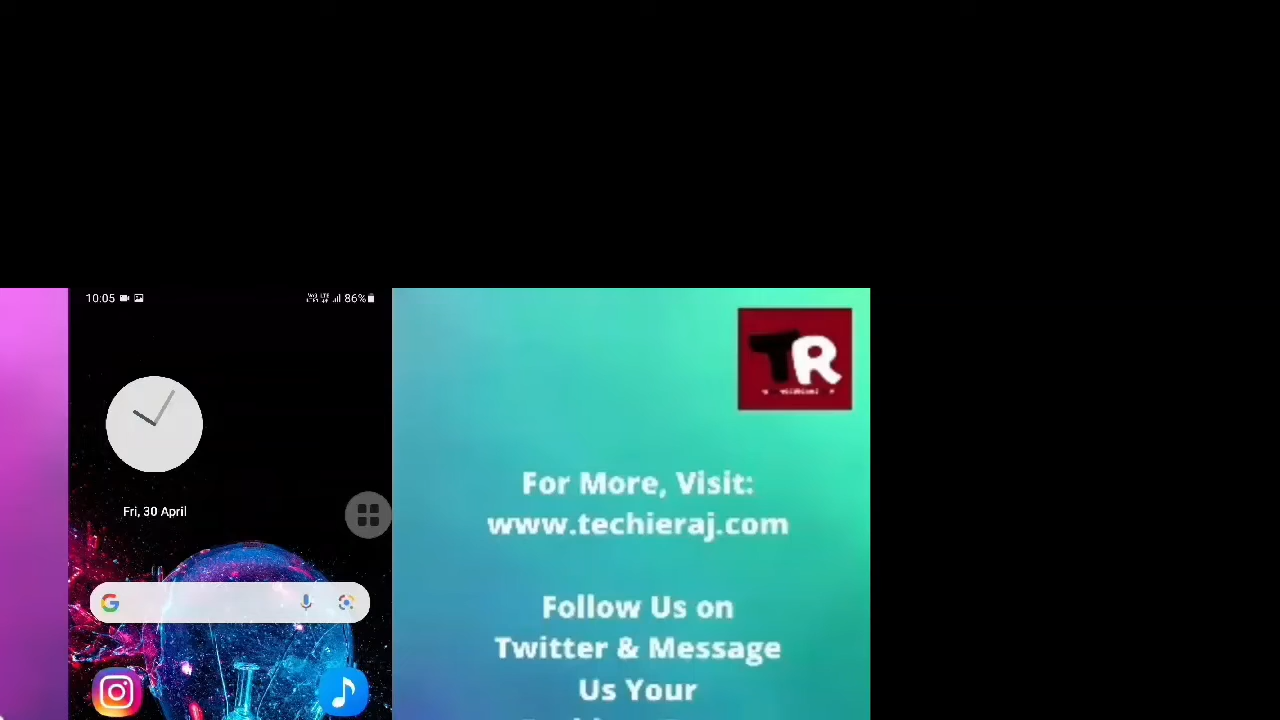 10:05
86%
Fri, 30 April
TR
For More, Visit:
www.techieraj.com
Follow Us on
Twitter & Message
Us Your